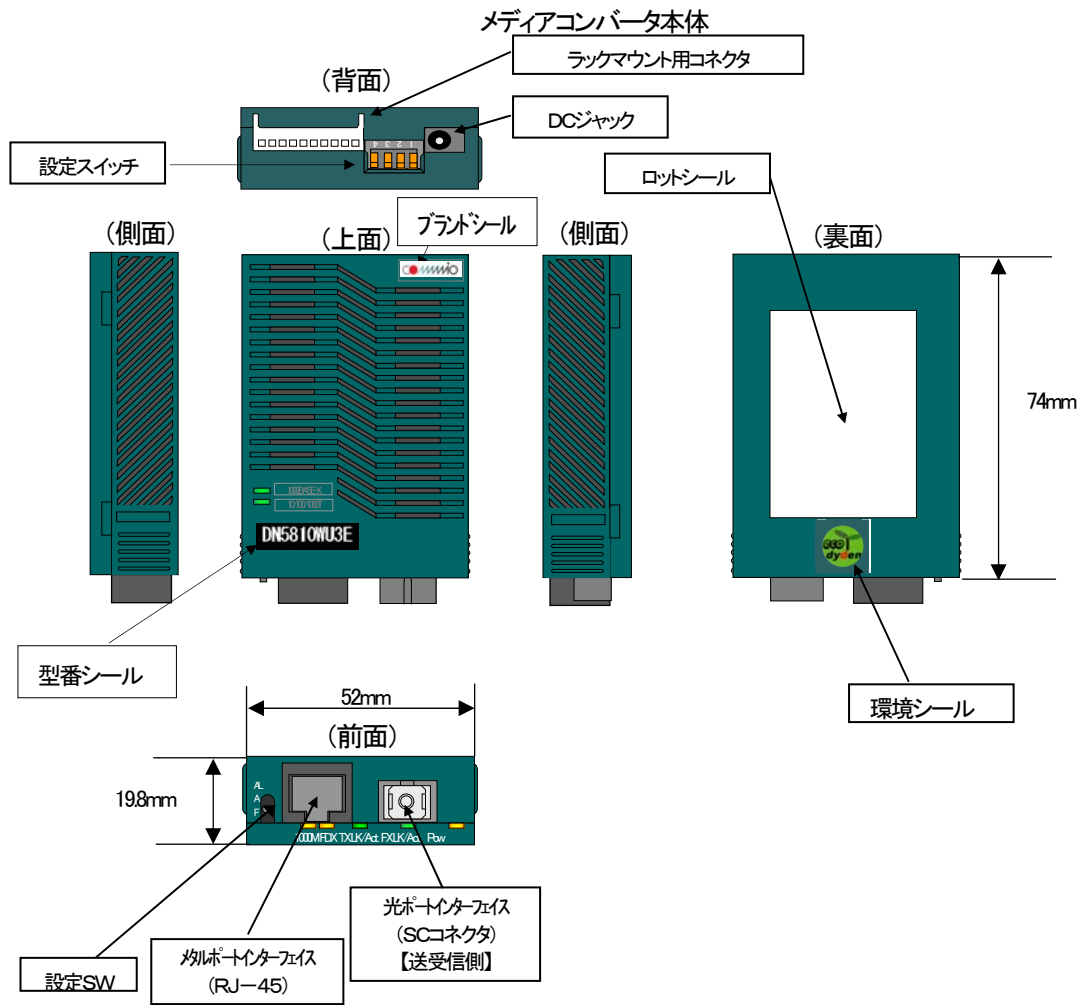 メディアコンバータ本体
ラックマウント用コネクタ
(背面)
DCジャック
4 3 2 1
設定スイッチ
ロットシール
(側面)
(上面)
ブランドシール
(側面)
(裏面)
commio
74mm
DN5810WU3E
eco
dyden
型番シール
環境シール
52mm
(前面)
19.8mm
AL
A
F
1000M FDX TXLK/Act FXLK/Act Pow
光ポートインターフェイス
(SCコネクタ)
【送受信側】
メタルポートインターフェイス
(RJ−45)
設定SW